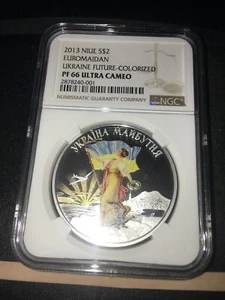 2013 NIUE S$2
EUROMAIDAN
UKRAINE FUTURE-COLORIZED
PF 66 ULTRA CAMEO
2878240-001
NUMISMATIC GUARANTY COMPANY
NGC
УКРАЇНА МАЙБУТНЯ